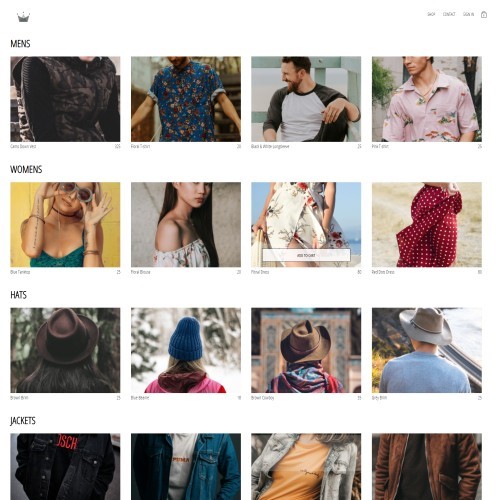 SHOP CONTACT SIGN IN
MENS
Camo Down Vest 325
Floral T-shirt 20
Black & White Longsleeve 25
Pink T-shirt 25
WOMENS
Blue Tanktop 25
Floral Blouse 20
ADD TO CART
Floral Dress 80
Red Dots Dress 80
HATS
Brown Brim 25
Blue Beanie 18
Brown Cowboy 35
Grey Brim 25
JACKETS